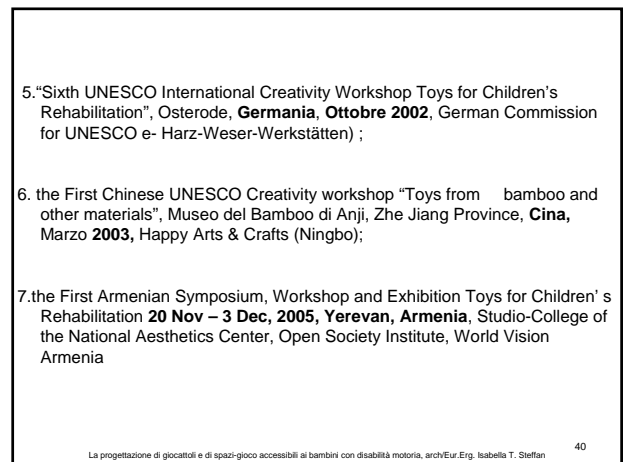 5.“Sixth UNESCO International Creativity Workshop Toys for Children’s
Rehabilitation”, Osterode, Germania, Ottobre 2002, German Commission
for UNESCO e- Harz-Weser-Werkstätten) ;
6. the First Chinese UNESCO Creativity workshop “Toys from bamboo and
other materials”, Museo del Bamboo di Anji, Zhe Jiang Province, Cina,
Marzo 2003, Happy Arts & Crafts (Ningbo);
7.the First Armenian Symposium, Workshop and Exhibition Toys for Children’ s
Rehabilitation 20 Nov – 3 Dec, 2005, Yerevan, Armenia, Studio-College of
the National Aesthetics Center, Open Society Institute, World Vision
Armenia
La progettazione di giocattoli e di spazi-gioco accessibili ai bambini con disabilità motoria, arch/Eur.Erg. Isabella T. Steffan
40